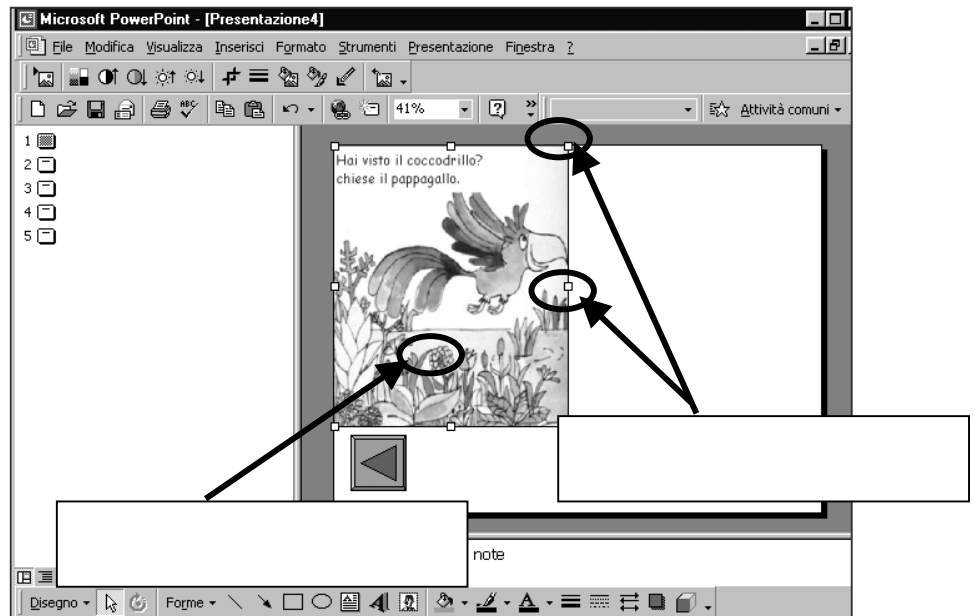 Microsoft PowerPoint - [Presentazione4]
File Modifica Visualizza Inserisci Formato Strumenti Presentazione Finestra ?
41%
Attività comuni
1
2
3
4
5
Hai visto il coccodrillo?
chiese il pappagallo.
note
Disegno Forme